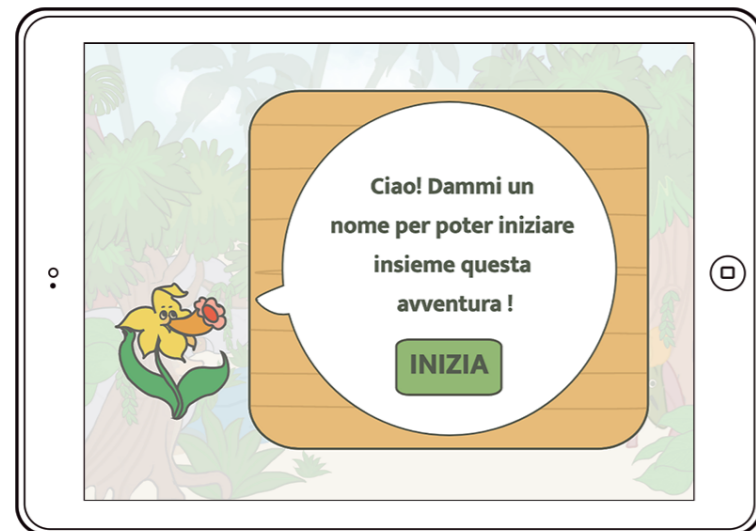 Ciao! Dammi un
nome per poter iniziare
insieme questa
avventura !
INIZIA